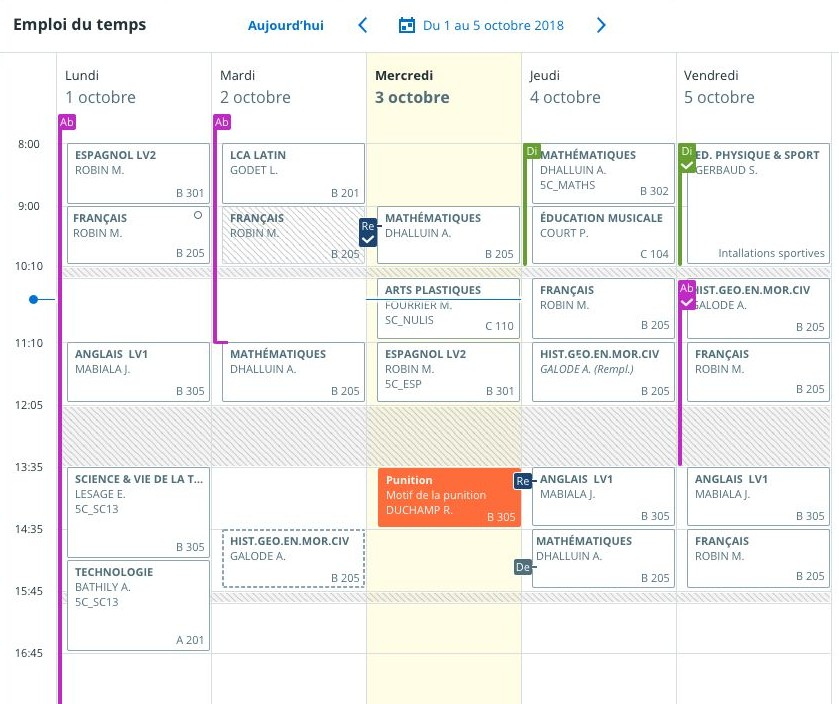 Emploi du temps
Aujourd’hui
Du 1 au 5 octobre 2018
Lundi
1 octobre
Mardi
2 octobre
Mercredi
3 octobre
Jeudi
4 octobre
Vendredi
5 octobre
8:00
9:00
10:10
11:10
12:05
13:35
14:35
15:45
16:45
Ab
ESPAGNOL LV2
ROBIN M.
B 301
FRANÇAIS
ROBIN M.
B 205
ANGLAIS LV1
MABIALA J.
B 305
SCIENCE & VIE DE LA T...
LESAGE E.
5C_SC13
B 305
TECHNOLOGIE
BATHILY A.
5C_SC13
A 201
Ab
LCA LATIN
GODET L.
B 201
FRANÇAIS
ROBIN M.
B 205
MATHÉMATIQUES
DHALLUIN A.
B 205
HIST.GEO.EN.MOR.CIV
GALODE A.
B 205
Re
MATHÉMATIQUES
DHALLUIN A.
B 205
ARTS PLASTIQUES
FOURRIER M.
5C_NULIS
C 110
ESPAGNOL LV2
ROBIN M.
5C_ESP
B 301
Punition
Motif de la punition
DUCHAMP R.
B 305
Di
MATHÉMATIQUES
DHALLUIN A.
5C_MATHS
B 302
ÉDUCATION MUSICALE
COURT P.
C 104
FRANÇAIS
ROBIN M.
B 205
HIST.GEO.EN.MOR.CIV
GALODE A. (Rempl.)
B 205
Re
ANGLAIS LV1
MABIALA J.
B 305
De
MATHÉMATIQUES
DHALLUIN A.
B 205
Di
ED. PHYSIQUE & SPORT
GERBAUD S.
Intallations sportives
Ab
HIST.GEO.EN.MOR.CIV
GALODE A.
B 205
FRANÇAIS
ROBIN M.
B 205
ANGLAIS LV1
MABIALA J.
B 305
FRANÇAIS
ROBIN M.
B 205